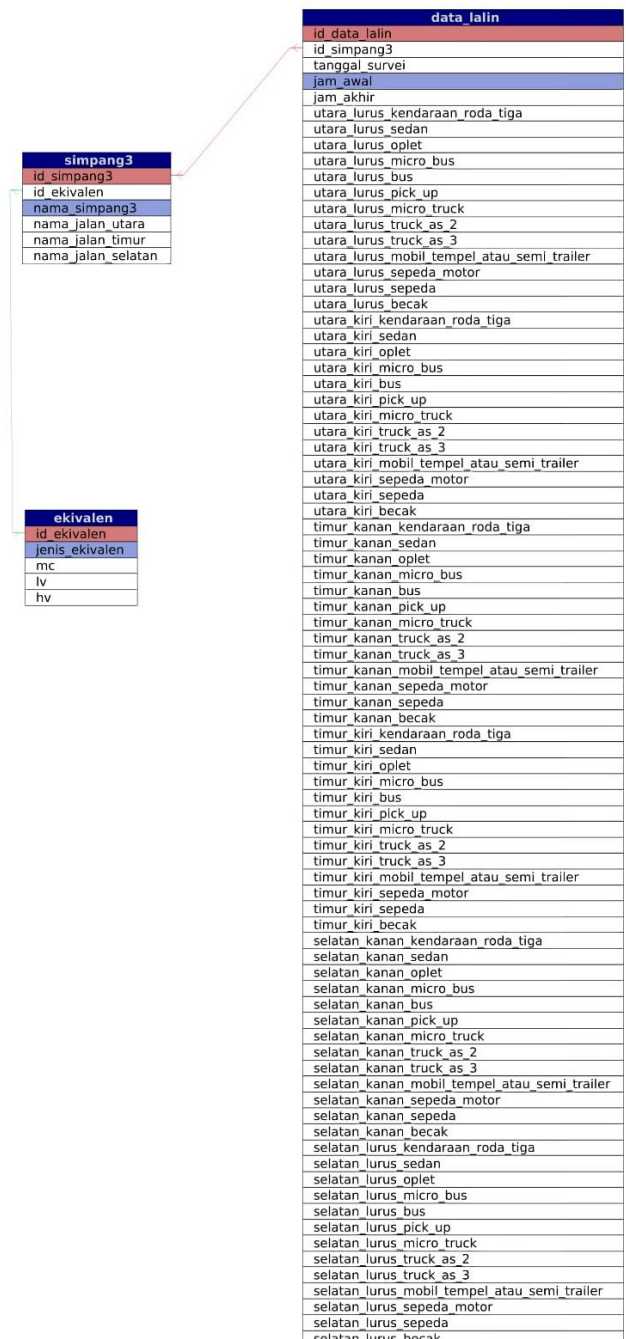 data_lalin
id_data_lalin
id_simpang3
tanggal_survei
jam_awal
jam_akhir
utara_lurus_kendaraan_roda_tiga
utara_lurus_sedan
utara_lurus_oplet
utara_lurus_micro_bus
utara_lurus_bus
utara_lurus_pick_up
utara_lurus_micro_truck
utara_lurus_truck_as_2
utara_lurus_truck_as_3
utara_lurus_mobil_tempel_atau_semi_trailer
utara_lurus_sepeda_motor
utara_lurus_sepeda
utara_lurus_becak
utara_kiri_kendaraan_roda_tiga
utara_kiri_sedan
utara_kiri_oplet
utara_kiri_micro_bus
utara_kiri_bus
utara_kiri_pick_up
utara_kiri_micro_truck
utara_kiri_truck_as_2
utara_kiri_truck_as_3
utara_kiri_mobil_tempel_atau_semi_trailer
utara_kiri_sepeda_motor
utara_kiri_sepeda
utara_kiri_becak
timur_kanan_kendaraan_roda_tiga
timur_kanan_sedan
timur_kanan_oplet
timur_kanan_micro_bus
timur_kanan_bus
timur_kanan_pick_up
timur_kanan_micro_truck
timur_kanan_truck_as_2
timur_kanan_truck_as_3
timur_kanan_mobil_tempel_atau_semi_trailer
timur_kanan_sepeda_motor
timur_kanan_sepeda
timur_kanan_becak
timur_kiri_kendaraan_roda_tiga
timur_kiri_sedan
timur_kiri_oplet
timur_kiri_micro_bus
timur_kiri_bus
timur_kiri_pick_up
timur_kiri_micro_truck
timur_kiri_truck_as_2
timur_kiri_truck_as_3
timur_kiri_mobil_tempel_atau_semi_trailer
timur_kiri_sepeda_motor
timur_kiri_sepeda
timur_kiri_becak
selatan_kanan_kendaraan_roda_tiga
selatan_kanan_sedan
selatan_kanan_oplet
selatan_kanan_micro_bus
selatan_kanan_bus
selatan_kanan_pick_up
selatan_kanan_micro_truck
selatan_kanan_truck_as_2
selatan_kanan_truck_as_3
selatan_kanan_mobil_tempel_atau_semi_trailer
selatan_kanan_sepeda_motor
selatan_kanan_sepeda
selatan_kanan_becak
selatan_lurus_kendaraan_roda_tiga
selatan_lurus_sedan
selatan_lurus_oplet
selatan_lurus_micro_bus
selatan_lurus_bus
selatan_lurus_pick_up
selatan_lurus_micro_truck
selatan_lurus_truck_as_2
selatan_lurus_truck_as_3
selatan_lurus_mobil_tempel_atau_semi_trailer
selatan_lurus_sepeda_motor
selatan_lurus_sepeda
selatan_lurus_becak
simpang3
id_simpang3
id_ekivalen
nama_simpang3
nama_jalan_utara
nama_jalan_timur
nama_jalan_selatan
ekivalen
id_ekivalen
jenis_ekivalen
mc
lv
hv